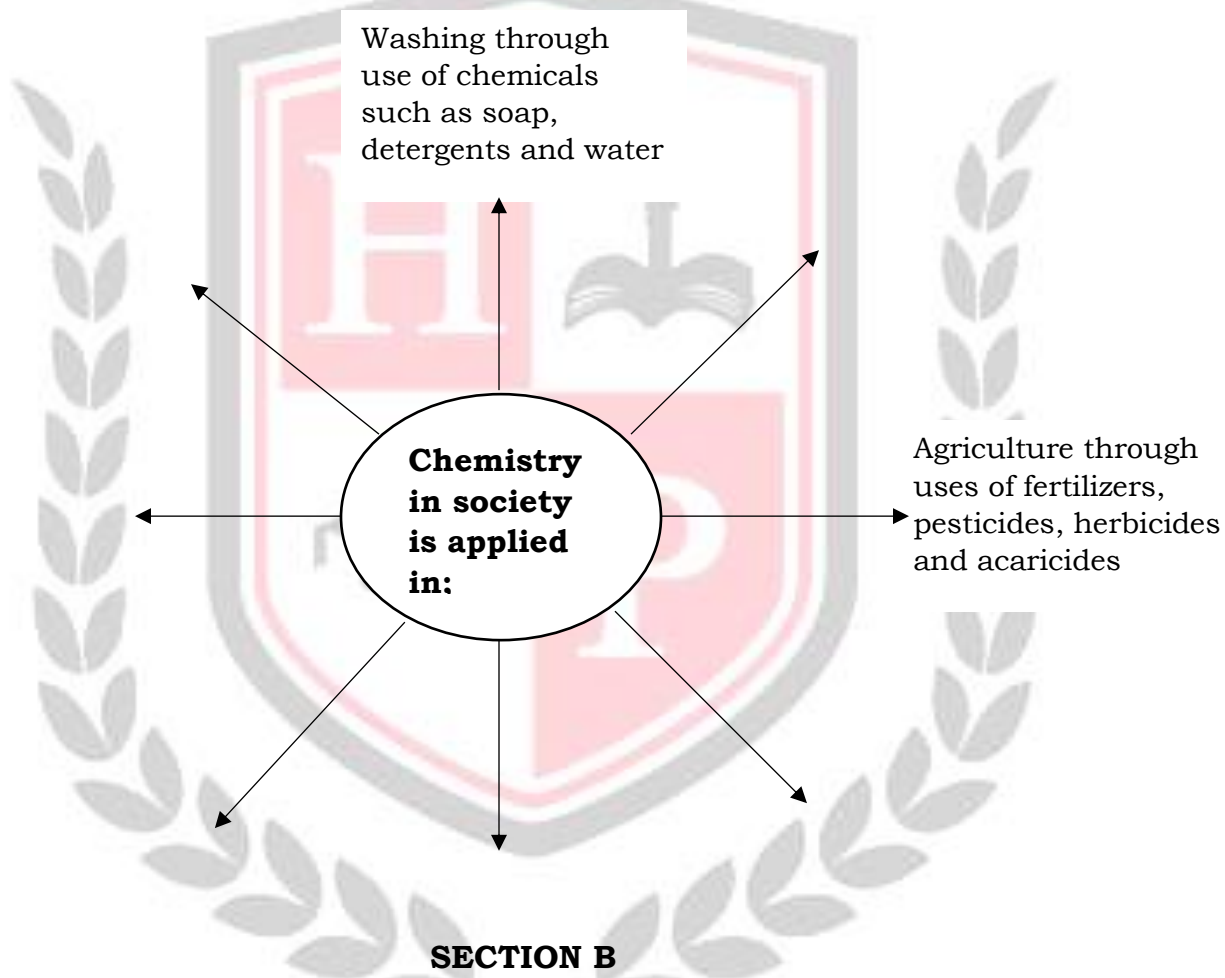 Washing through
use of chemicals
such as soap,
detergents and water
Chemistry
in society
is applied
in;
Agriculture through
uses of fertilizers,
pesticides, herbicides
and acaricides
H
P
SECTION B